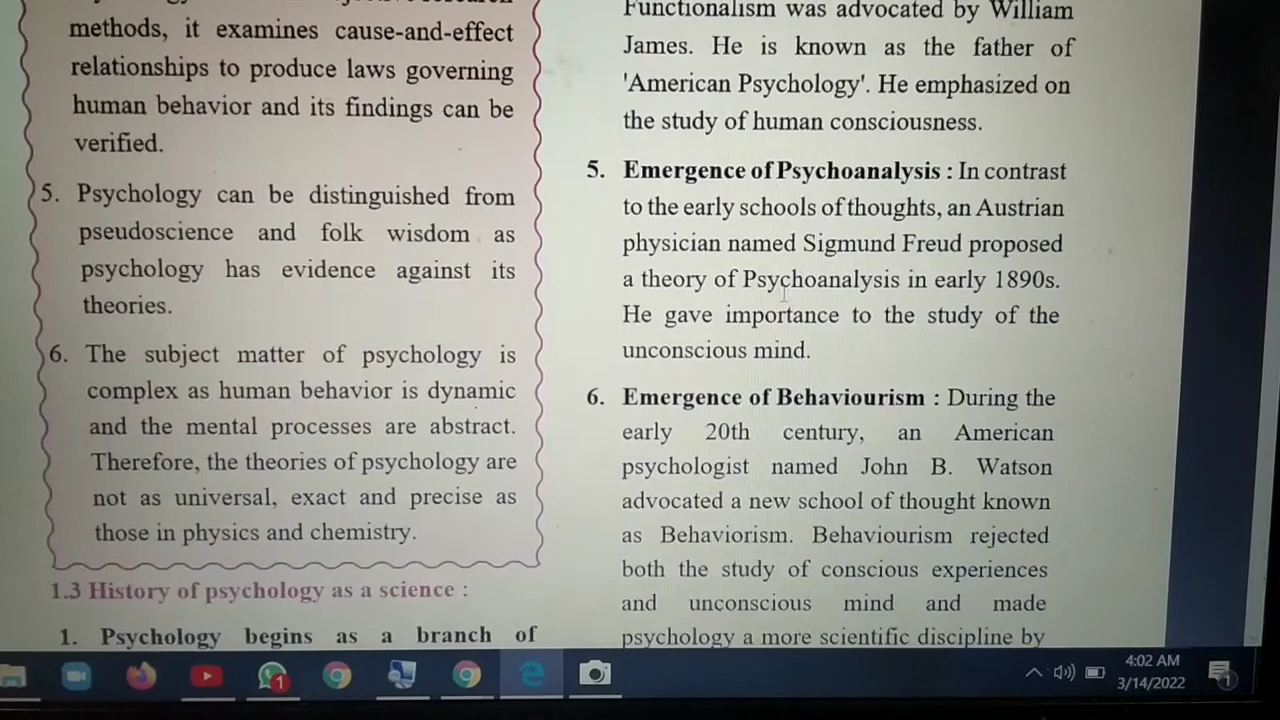 methods, it examines cause-and-effect
relationships to produce laws governing
human behavior and its findings can be
verified.
5. Psychology can be distinguished from
pseudoscience and folk wisdom as
psychology has evidence against its
theories.
6. The subject matter of psychology is
complex as human behavior is dynamic
and the mental processes are abstract.
Therefore, the theories of psychology are
not as universal, exact and precise as
those in physics and chemistry.
1.3 History of psychology as a science :
1. Psychology begins as a branch of
Functionalism was advocated by William
James. He is known as the father of
'American Psychology'. He emphasized on
the study of human consciousness.
5. Emergence of Psychoanalysis : In contrast
to the early schools of thoughts, an Austrian
physician named Sigmund Freud proposed
a theory of Psychoanalysis in early 1890s.
He gave importance to the study of the
unconscious mind.
6. Emergence of Behaviourism : During the
early 20th century, an American
psychologist named John B. Watson
advocated a new school of thought known
as Behaviorism. Behaviourism rejected
both the study of conscious experiences
and unconscious mind and made
psychology a more scientific discipline by
1
4:02 AM
3/14/2022
1